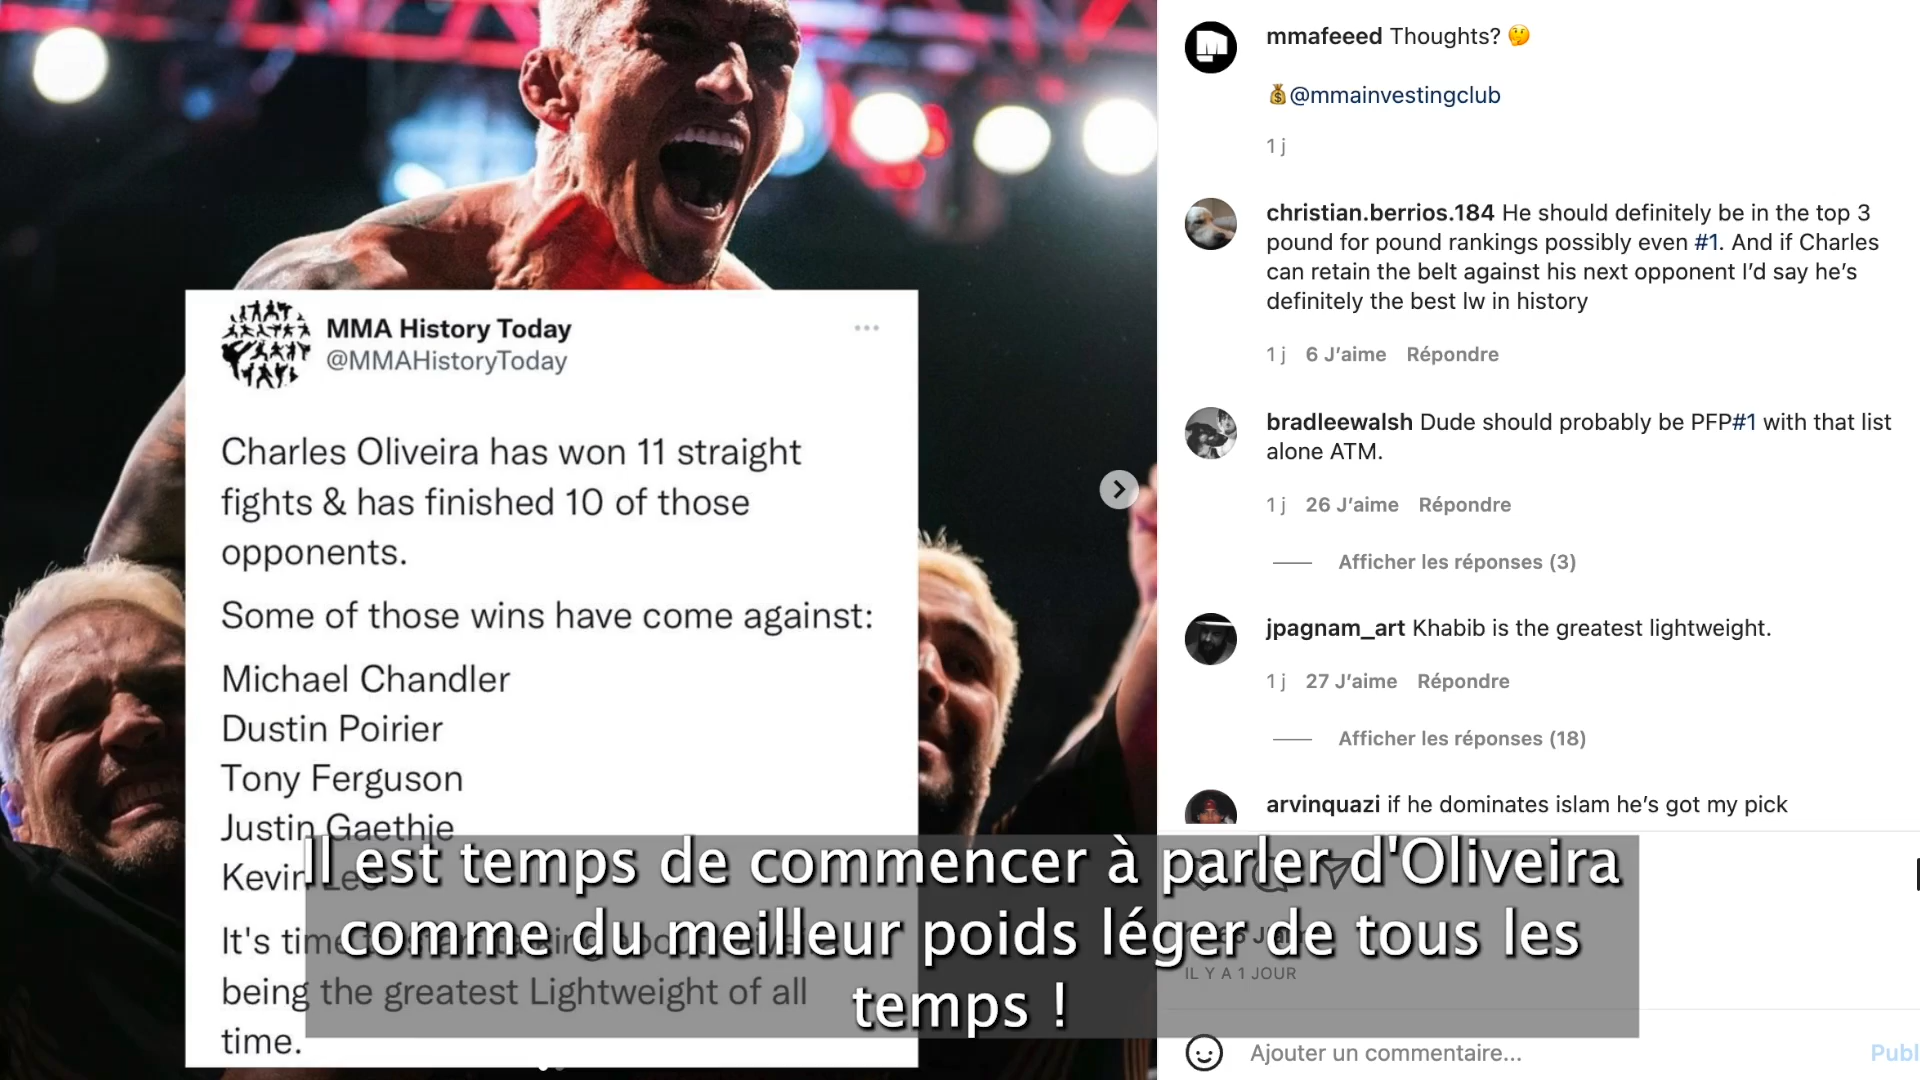 MMA History Today
@MMAHistoryToday
Charles Oliveira has won 11 straight
fights & has finished 10 of those
opponents.
Some of those wins have come against:
Michael Chandler
Dustin Poirier
Tony Ferguson
Justin Gaethje
Kevin Lee
It's time
being the greatest Lightweight of all
time.
mmafeeed Thoughts? 🤔
💰@mmainvestingclub
1 j
christian.berrios.184 He should definitely be in the top 3
pound for pound rankings possibly even #1. And if Charles
can retain the belt against his next opponent I’d say he’s
definitely the best lw in history
1 j 6 J’aime Répondre
bradleewalsh Dude should probably be PFP#1 with that list
alone ATM.
1 j 26 J’aime Répondre
Afficher les réponses (3)
jpagnam_art Khabib is the greatest lightweight.
1 j 27 J’aime Répondre
Afficher les réponses (18)
arvinquazi if he dominates islam he’s got my pick
IL Y A 1 JOUR
Ajouter un commentaire...
Publ
Il est temps de commencer à parler d'Oliveira
comme du meilleur poids léger de tous les
temps !